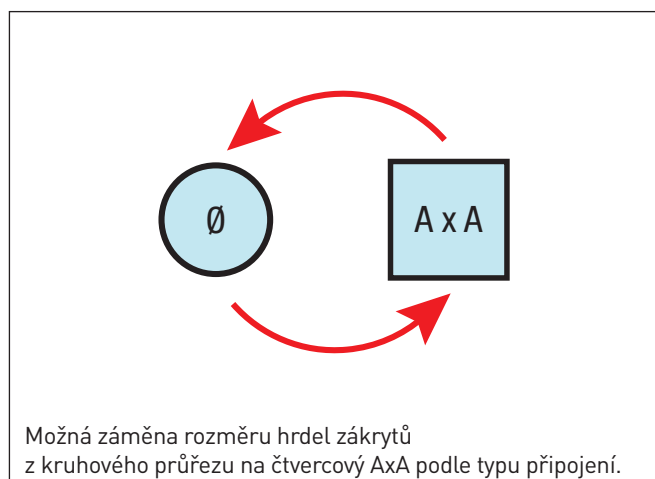 Ø
A x A
Možná záměna rozměru hrdel zákrytů
z kruhového průřezu na čtvercový AxA podle typu připojení.